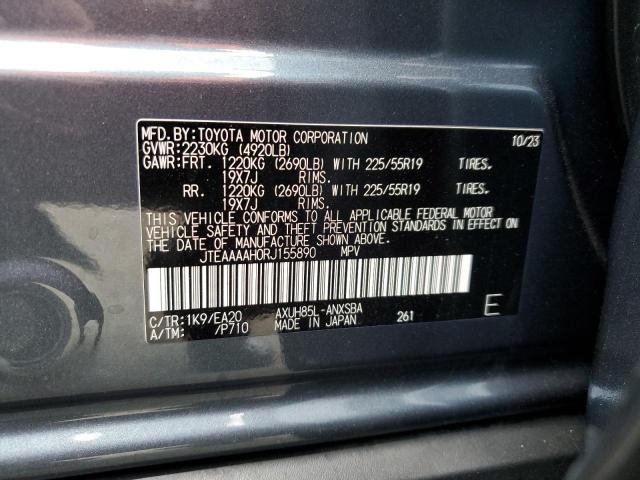 MFD.BY:TOYOTA MOTOR CORPORATION 10/23
GVWR:2230KG (4920LB)
GAWR:FRT. 1220KG (2690LB) WITH 225/55R19 TIRES.
19X7J RIMS.
RR. 1220KG (2690LB) WITH 225/55R19 TIRES.
19X7J RIMS.
THIS VEHICLE CONFORMS TO ALL APPLICABLE FEDERAL MOTOR
VEHICLE SAFETY AND THEFT PREVENTION STANDARDS IN EFFECT ON
THE DATE OF MANUFACTURE SHOWN ABOVE.
JTEAAAAH0RJ155890 MPV
C/TR:1K9/EA20 AXUH85L-ANXSBA
A/TM: /P710 MADE IN JAPAN 261 E